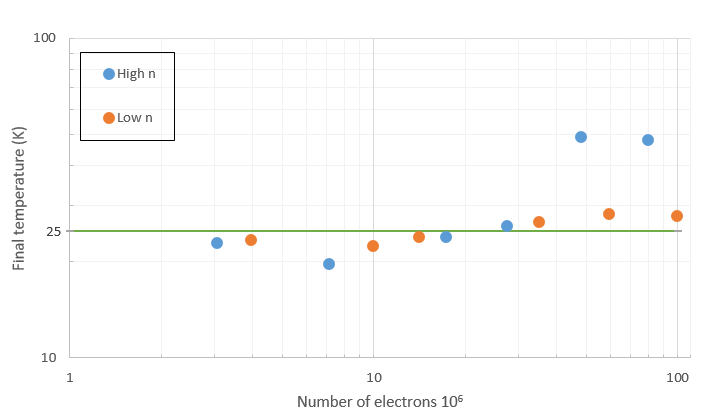 100
High n
Low n
Final temperature (K)
25
10
1
10
100
Number of electrons 10⁶